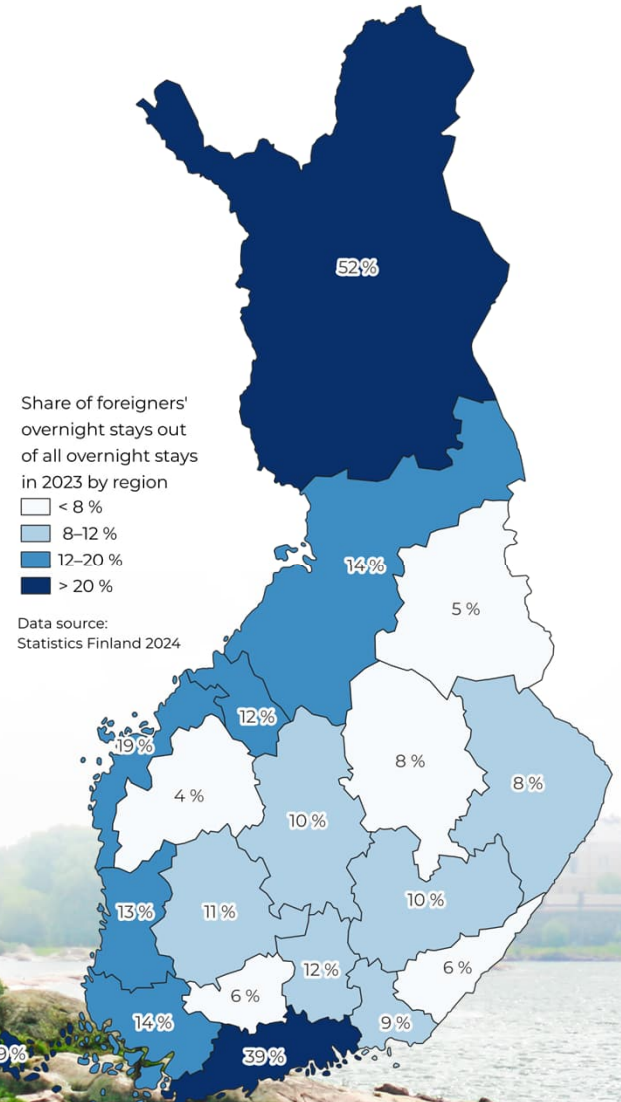 52 %
Share of foreigners'
overnight stays out
of all overnight stays
in 2023 by region
< 8 %
8–12 %
12–20 %
> 20 %
Data source:
Statistics Finland 2024
14 %
5 %
12 %
19 %
4 %
8 %
8 %
10 %
11 %
10 %
13 %
12 %
6 %
6 %
14 %
9 %
39 %